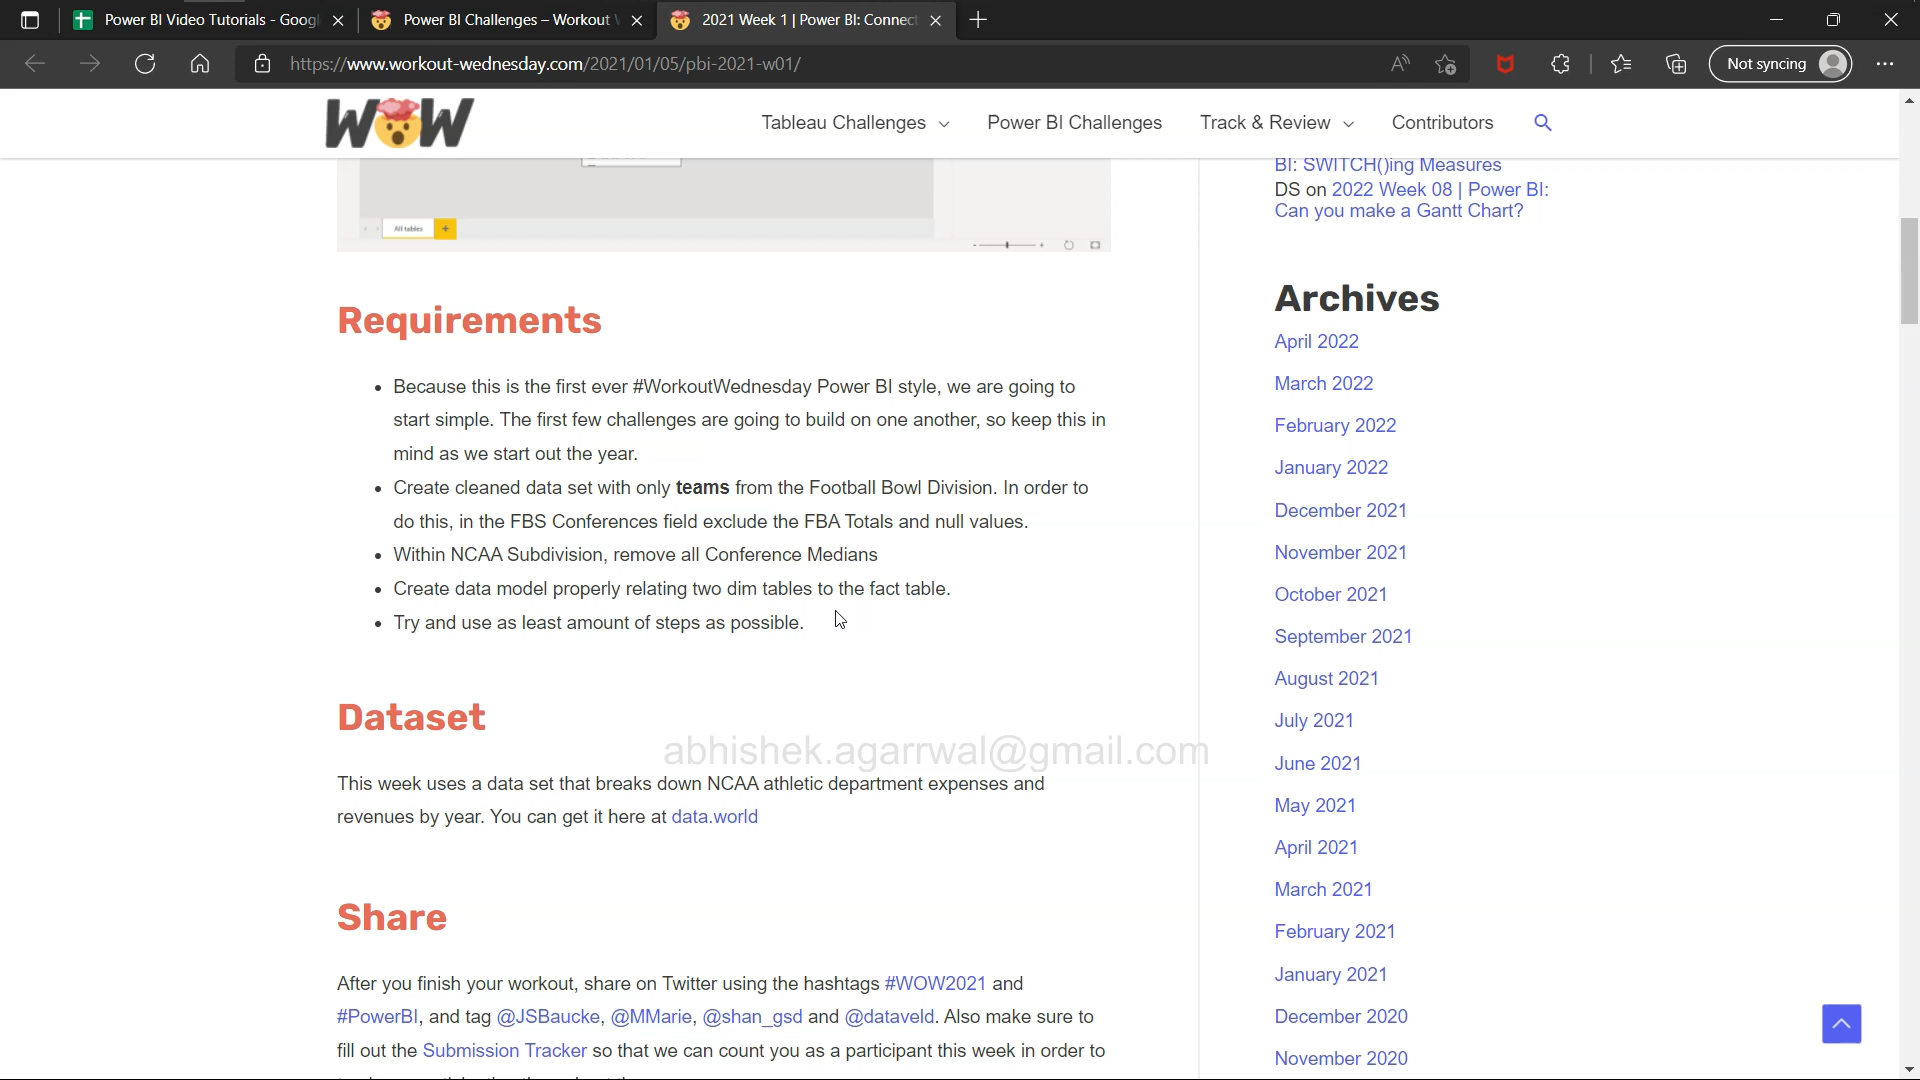 Power BI Video Tutorials - Googl
Power BI Challenges – Workout
2021 Week 1 | Power BI: Connect
https://www.workout-wednesday.com/2021/01/05/pbi-2021-w01/
Not syncing
WOW
Tableau Challenges
Power BI Challenges
Track & Review
Contributors
All tables
Requirements
Because this is the first ever #WorkoutWednesday Power BI style, we are going to
start simple. The first few challenges are going to build on one another, so keep this in
mind as we start out the year.
Create cleaned data set with only teams from the Football Bowl Division. In order to
do this, in the FBS Conferences field exclude the FBA Totals and null values.
Within NCAA Subdivision, remove all Conference Medians
Create data model properly relating two dim tables to the fact table.
Try and use as least amount of steps as possible.
Dataset
abhishek.agarrwal@gmail.com
This week uses a data set that breaks down NCAA athletic department expenses and
revenues by year. You can get it here at data.world
Share
After you finish your workout, share on Twitter using the hashtags #WOW2021 and
#PowerBI, and tag @JSBaucke, @MMarie, @shan_gsd and @dataveld. Also make sure to
fill out the Submission Tracker so that we can count you as a participant this week in order to
BI: SWITCH()ing Measures
DS on 2022 Week 08 | Power BI:
Can you make a Gantt Chart?
Archives
April 2022
March 2022
February 2022
January 2022
December 2021
November 2021
October 2021
September 2021
August 2021
July 2021
June 2021
May 2021
April 2021
March 2021
February 2021
January 2021
December 2020
November 2020